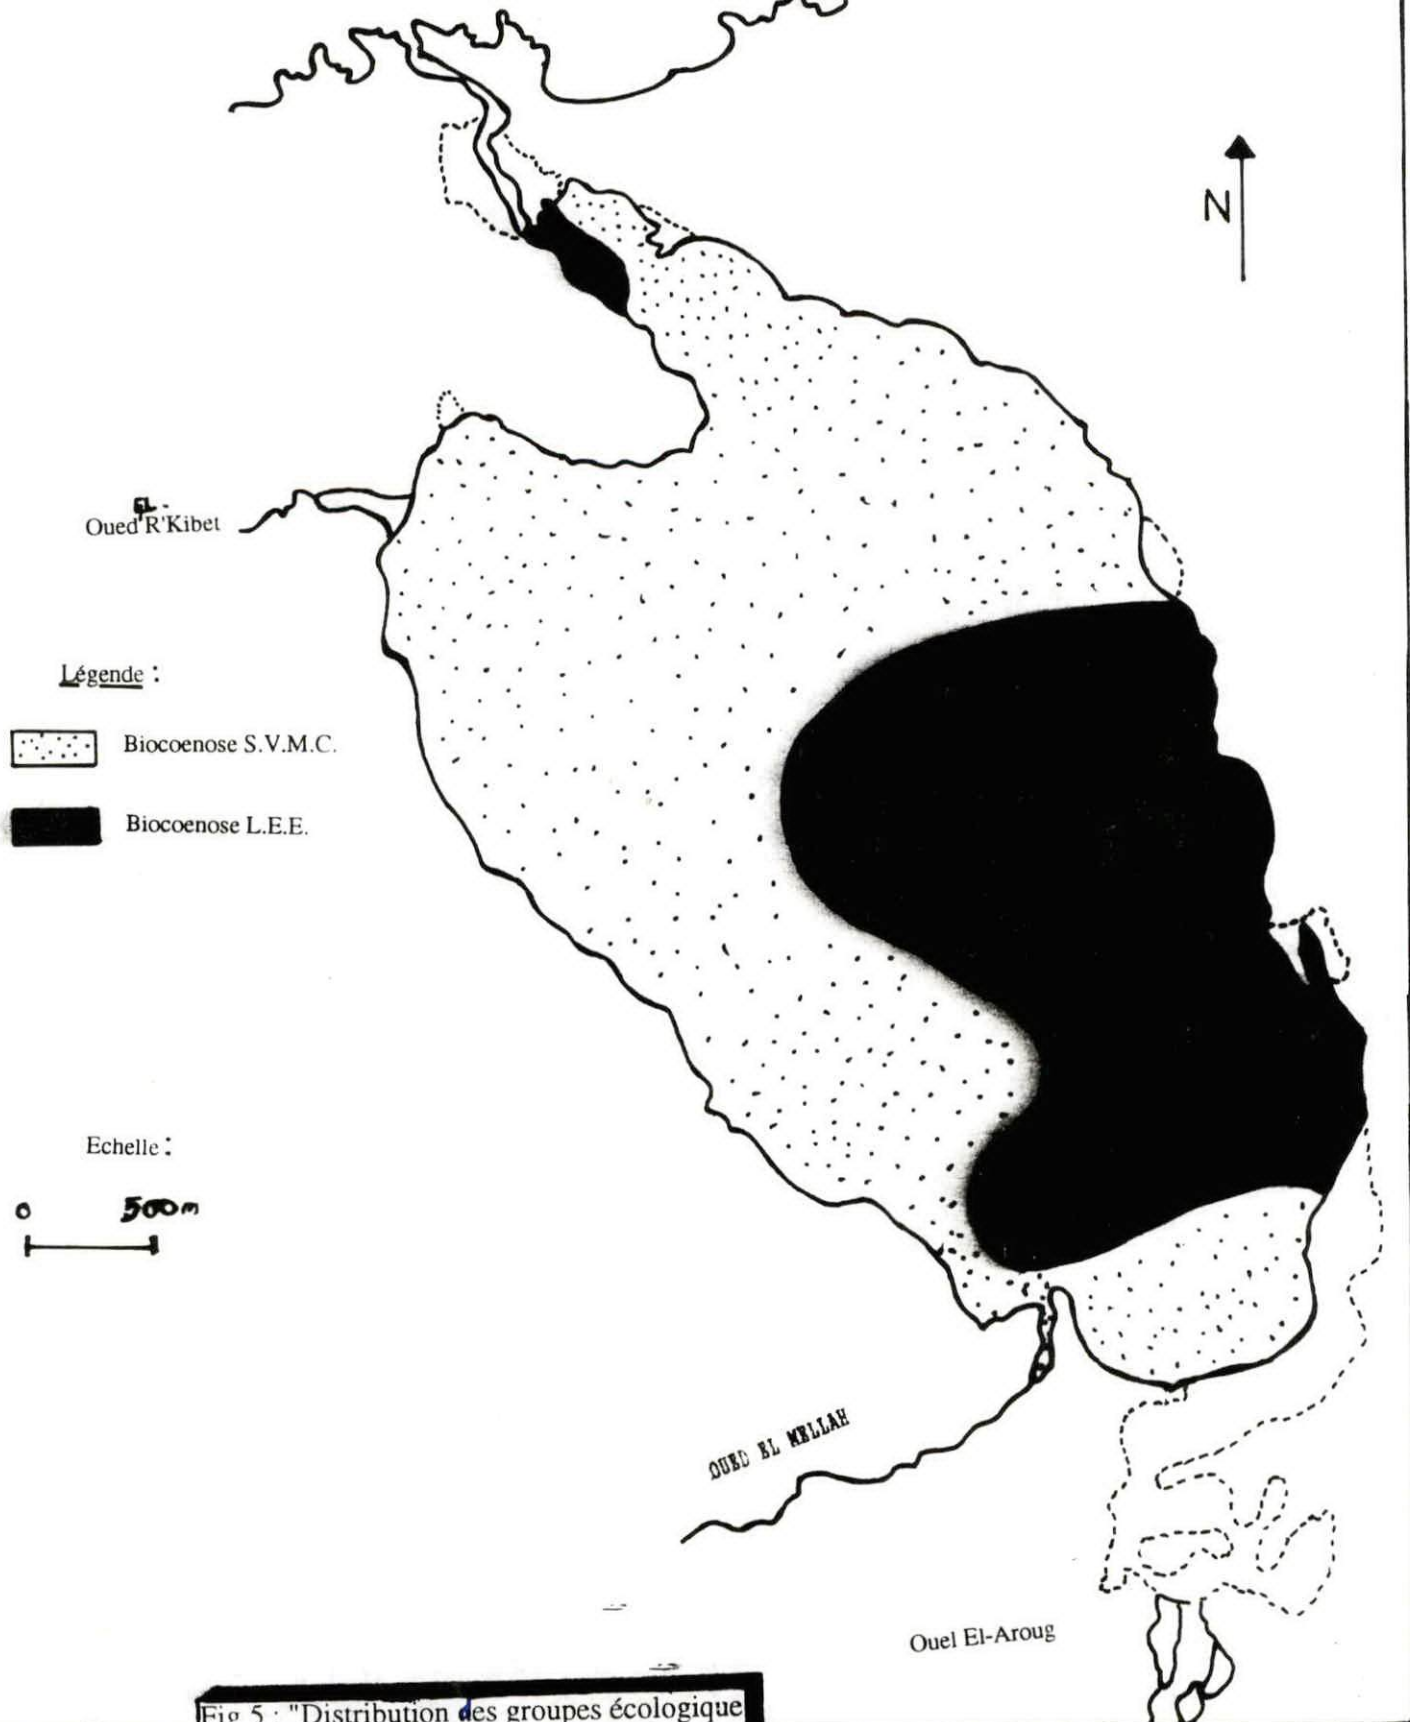 N
EL
Oued R'Kibet
Légende :
Biocoenose S.V.M.C.
Biocoenose L.E.E.
Echelle :
0 500m
OUED EL MELLAH
Ouel El-Aroug
Fig 5 : "Distribution des groupes écologique